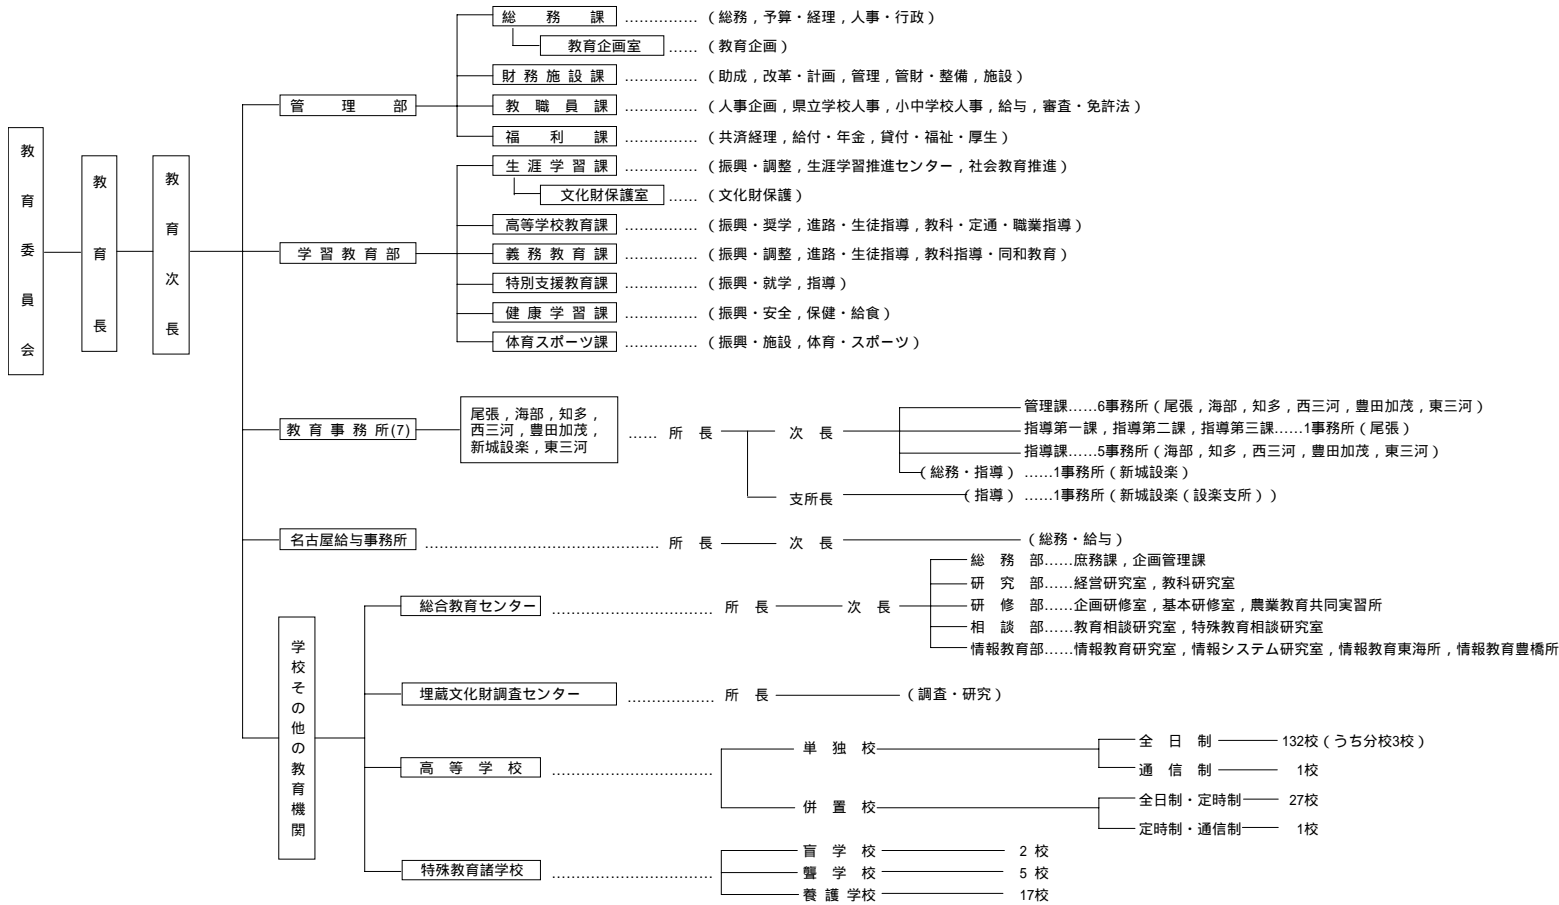 教育委員会
教育長
教育次長
管理部
総務課 …………… （総務，予算・経理，人事・行政）
教育企画室 …… （教育企画）
財務施設課 …………… （助成，改革・計画，管理，管財・整備，施設）
教職員課 …………… （人事企画，県立学校人事，小中学校人事，給与，審査・免許法）
福利課 …………… （共済経理，給付・年金，貸付・福祉・厚生）
学習教育部
生涯学習課 …………… （振興・調整，生涯学習推進センター，社会教育推進）
文化財保護室 …… （文化財保護）
高等学校教育課 …………… （振興・奨学，進路・生徒指導，教科・定通・職業指導）
義務教育課 …………… （振興・調整，進路・生徒指導，教科指導・同和教育）
特別支援教育課 …………… （振興・就学，指導）
健康学習課 …………… （振興・安全，保健・給食）
体育スポーツ課 …………… （振興・施設，体育・スポーツ）
教育事務所(7)
尾張，海部，知多，
西三河，豊田加茂，
新城設楽，東三河
…… 所長
次長
管理課……6事務所（尾張，海部，知多，西三河，豊田加茂，東三河）
指導第一課，指導第二課，指導第三課……1事務所（尾張）
指導課……5事務所（海部，知多，西三河，豊田加茂，東三河）
（総務・指導）……1事務所（新城設楽）
支所長
（指導）……1事務所（新城設楽（設楽支所））
名古屋給与事務所 ………………………………………… 所長 次長 （総務・給与）
学校その他の教育機関
総合教育センター …………………………… 所長 次長
総務部……庶務課，企画管理課
研究部……経営研究室，教科研究室
研修部……企画研修室，基本研修室，農業教育共同実習所
相談部……教育相談研究室，特殊教育相談研究室
情報教育部……情報教育研究室，情報システム研究室，情報教育東海所，情報教育豊橋所
埋蔵文化財調査センター ……………… 所長 （調査・研究）
高等学校 ……………………………
単独校
全日制 132校（うち分校3校）
通信制 1校
併置校
全日制・定時制 27校
定時制・通信制 1校
特殊教育諸学校 ……………………………
盲学校 2校
聾学校 5校
養護学校 17校